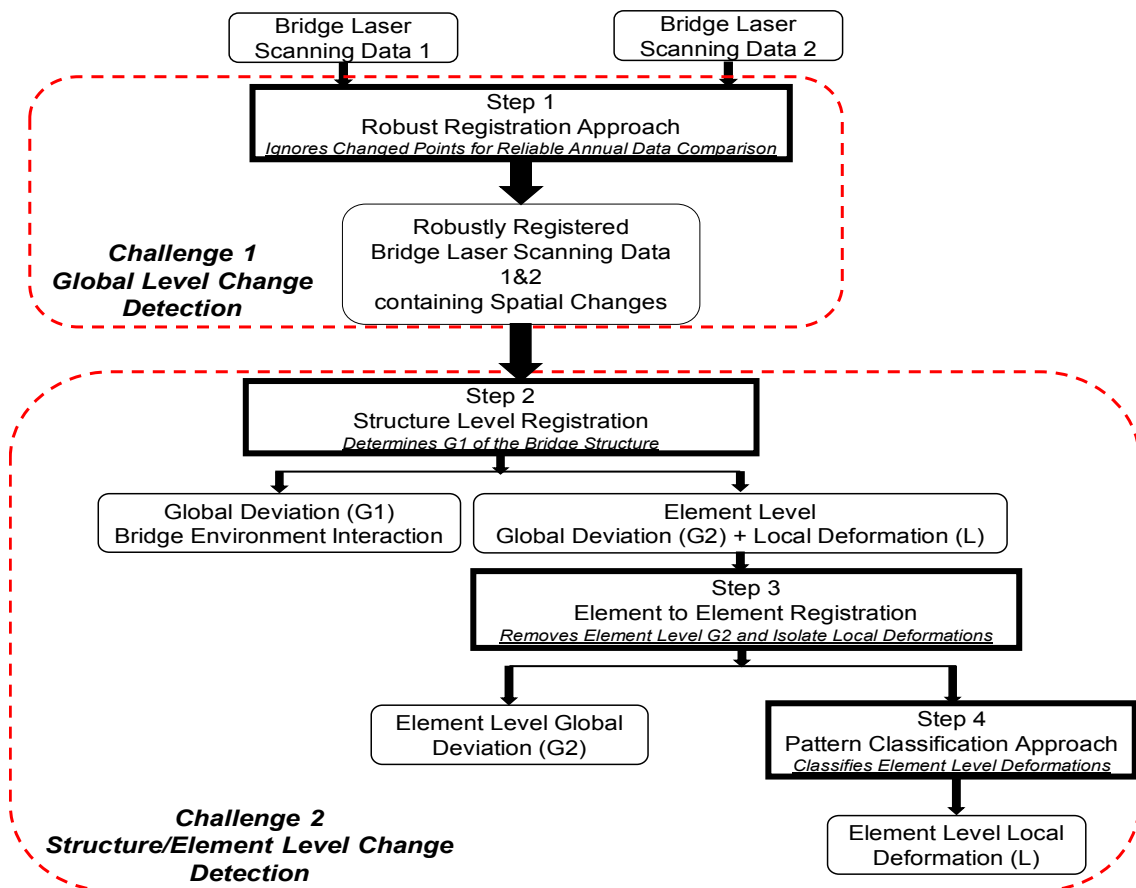 Bridge Laser
Scanning Data 1
Bridge Laser
Scanning Data 2
Step 1
Robust Registration Approach
Ignores Changed Points for Reliable Annual Data Comparison
Robustly Registered
Bridge Laser Scanning Data
1&2
containing Spatial Changes
Challenge 1
Global Level Change
Detection
Step 2
Structure Level Registration
Determines G1 of the Bridge Structure
Global Deviation (G1)
Bridge Environment Interaction
Element Level
Global Deviation (G2) + Local Deformation (L)
Step 3
Element to Element Registration
Removes Element Level G2 and Isolate Local Deformations
Element Level Global
Deviation (G2)
Step 4
Pattern Classification Approach
Classifies Element Level Deformations
Element Level Local
Deformation (L)
Challenge 2
Structure/Element Level Change
Detection